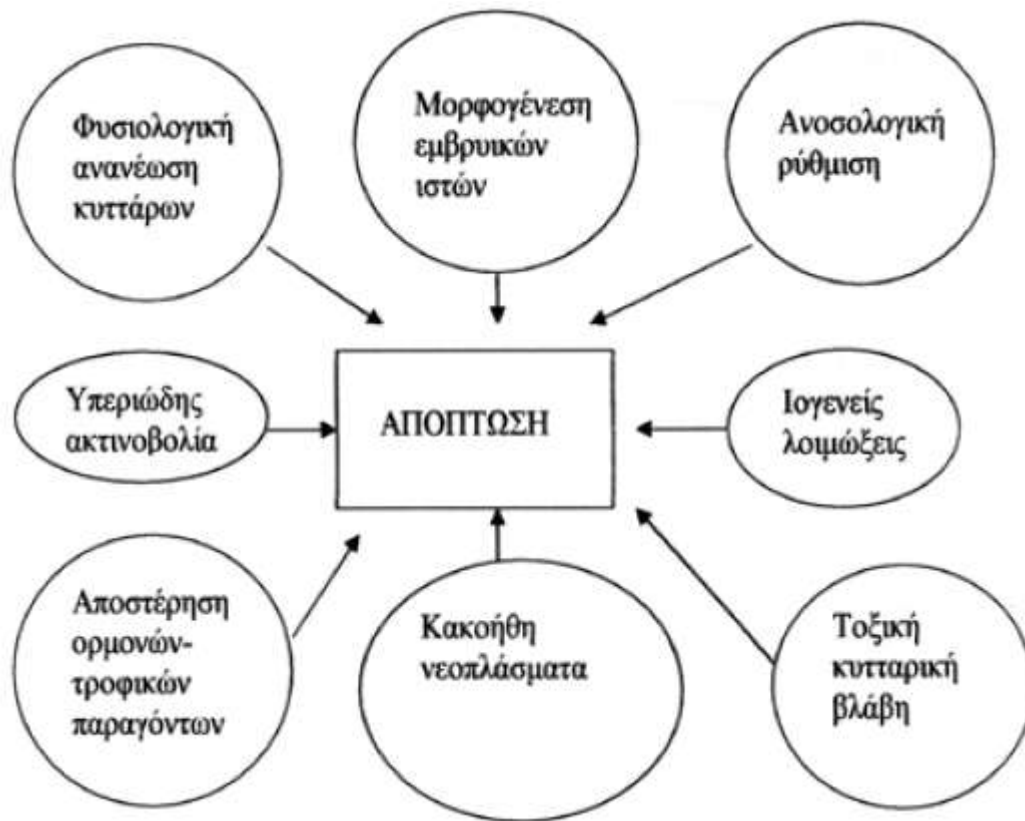 Φυσιολογική
ανανέωση
κυττάρων
Μορφογένεση
εμβρυικών
ιστών
Ανοσολογική
ρύθμιση
Υπεριώδης
ακτινοβολία
ΑΠΟΠΤΩΣΗ
Ιογενείς
λοιμώξεις
Αποστέρηση
ορμονών-
τροφικών
παραγόντων
Κακοήθη
νεοπλάσματα
Τοξική
κυτταρική
βλάβη